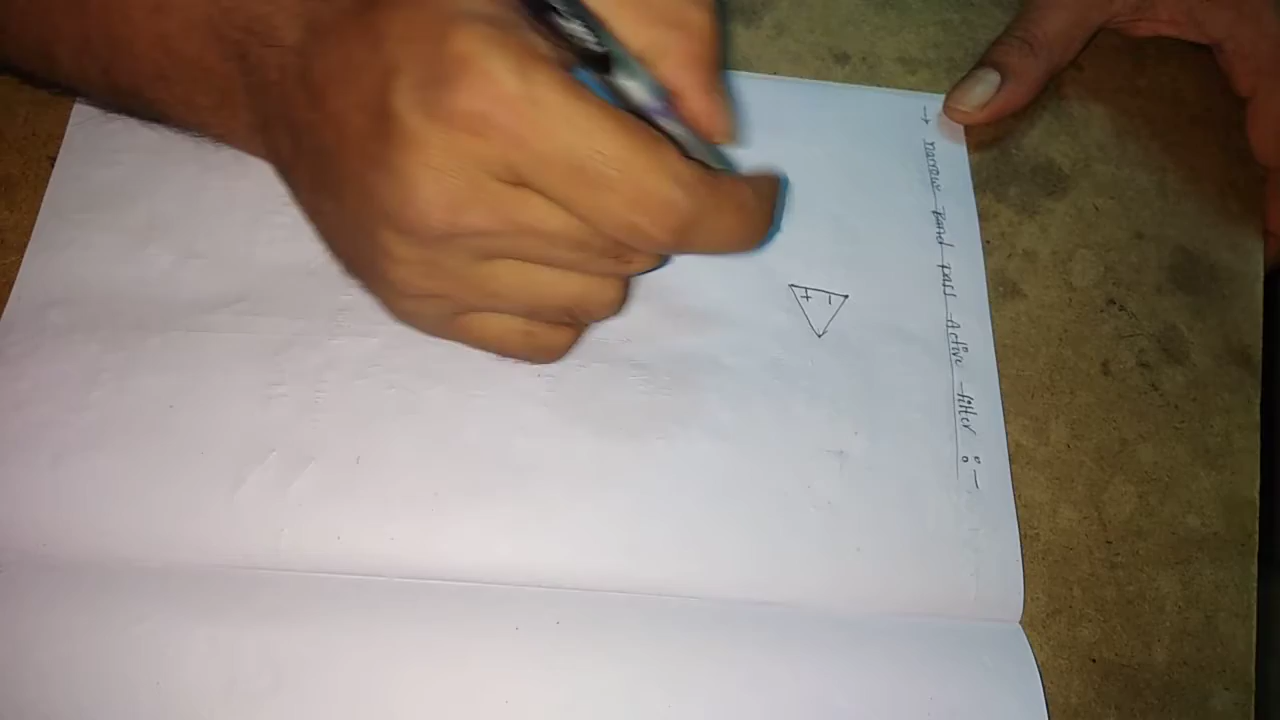 → narrow Band pass Active filter :-
- +